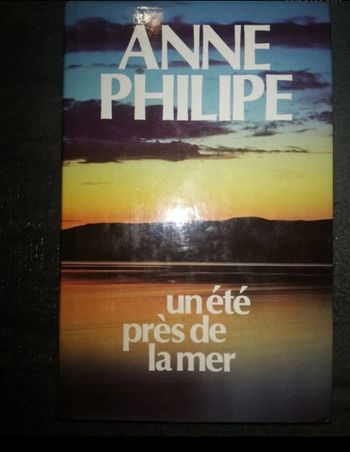 ANNE
PHILIPE
un été
près de
la mer